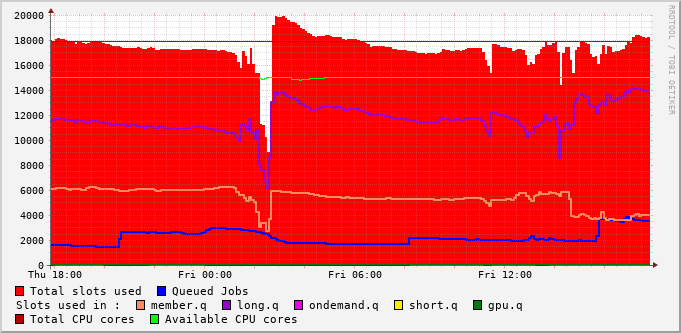 20000
18000
16000
14000
12000
10000
8000
6000
4000
2000
0
Thu 18:00 Fri 00:00 Fri 06:00 Fri 12:00
RRDTOOL / TOBI OETIKER
Total slots used Queued Jobs
Slots used in : member.q long.q ondemand.q short.q gpu.q
Total CPU cores Available CPU cores